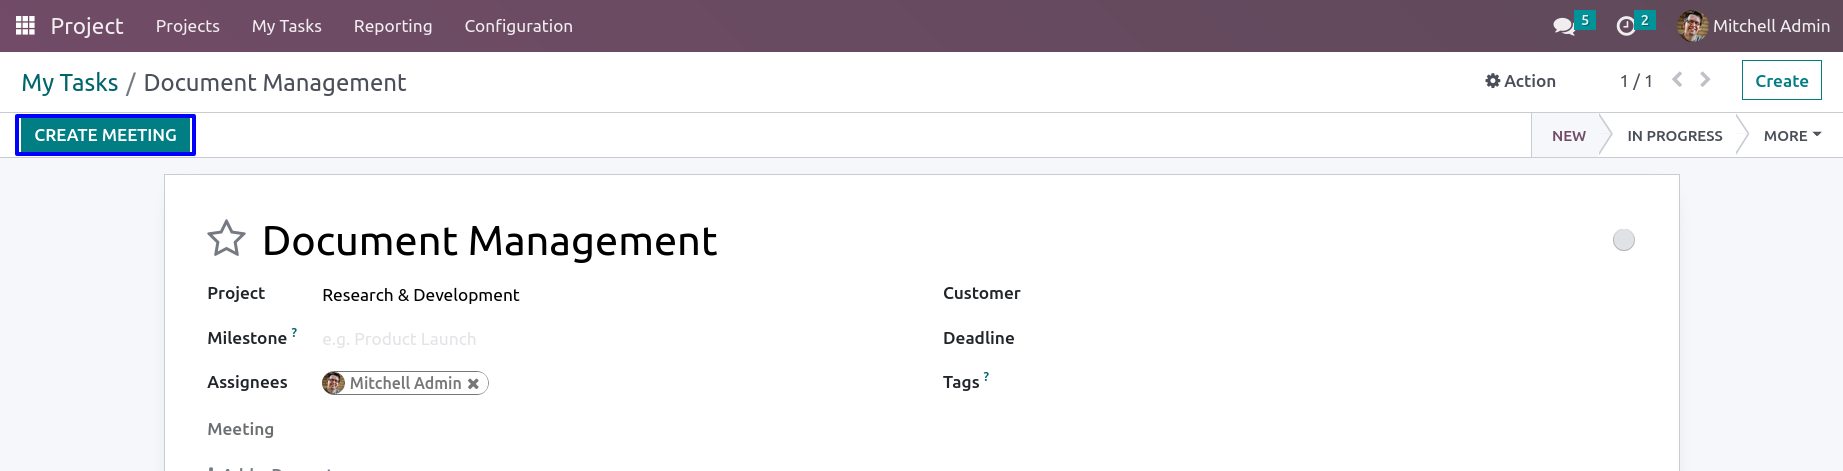 Project Projects My Tasks Reporting Configuration 5 2 Mitchell Admin
My Tasks / Document Management Action 1 / 1 Create
CREATE MEETING NEW IN PROGRESS MORE
Document Management
Project Research & Development Customer
Milestone ? e.g. Product Launch Deadline
Assignees Mitchell Admin Tags ?
Meeting